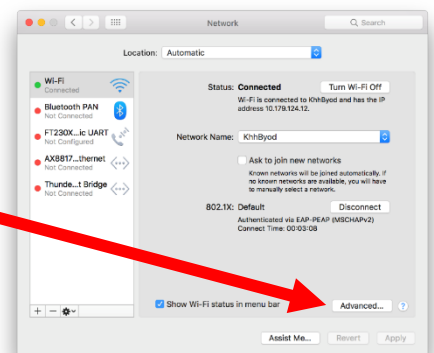 Network
Search
Location: Automatic
Wi-Fi
Connected
Bluetooth PAN
Not Connected
FT230X...ic UART
Not Configured
AX8817...thernet
Not Connected
Thunde...t Bridge
Not Connected
Status: Connected
Turn Wi-Fi Off
Wi-Fi is connected to KhhByod and has the IP
address 10.179.124.12.
Network Name: KhhByod
Ask to join new networks
Known networks will be joined automatically. If
no known networks are available, you will have
to manually select a network.
802.1X: Default
Disconnect
Authenticated via EAP-PEAP (MSCHAPv2)
Connect Time: 00:03:08
Show Wi-Fi status in menu bar
Advanced...
?
+ −
Assist Me...
Revert
Apply